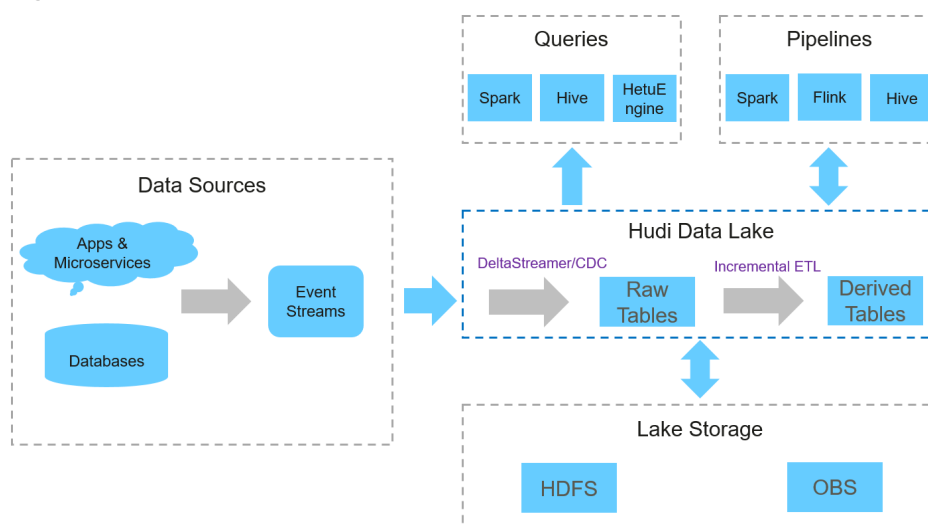 Queries
Spark
Hive
HetuE
ngine
Pipelines
Spark
Flink
Hive
Data Sources
Apps &
Microservices
Databases
Event
Streams
Hudi Data Lake
DeltaStreamer/CDC
Raw
Tables
Incremental ETL
Derived
Tables
Lake Storage
HDFS
OBS